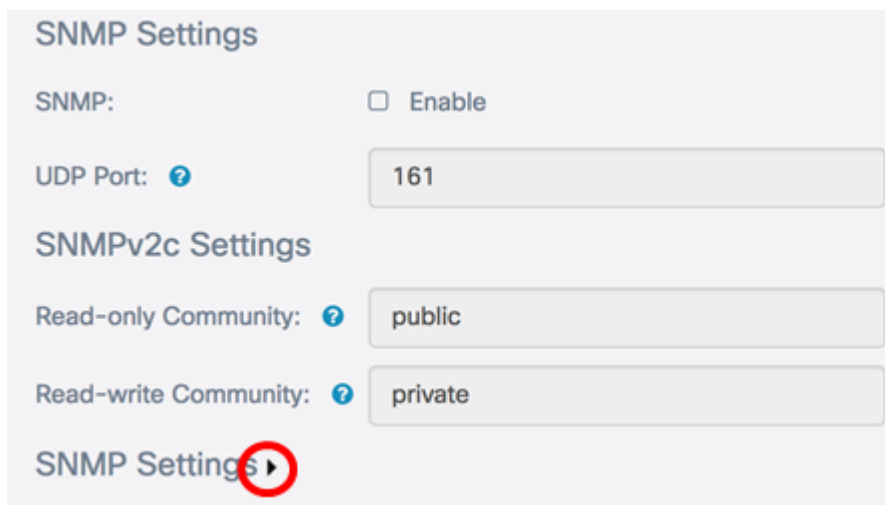 SNMP Settings
SNMP: Enable
UDP Port: ? 161
SNMPv2c Settings
Read-only Community: ? public
Read-write Community: ? private
SNMP Settings